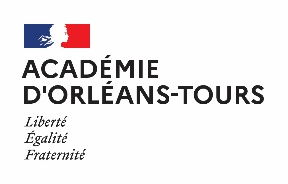 ACADÉMIE
D'ORLÉANS-TOURS
Liberté
Égalité
Fraternité